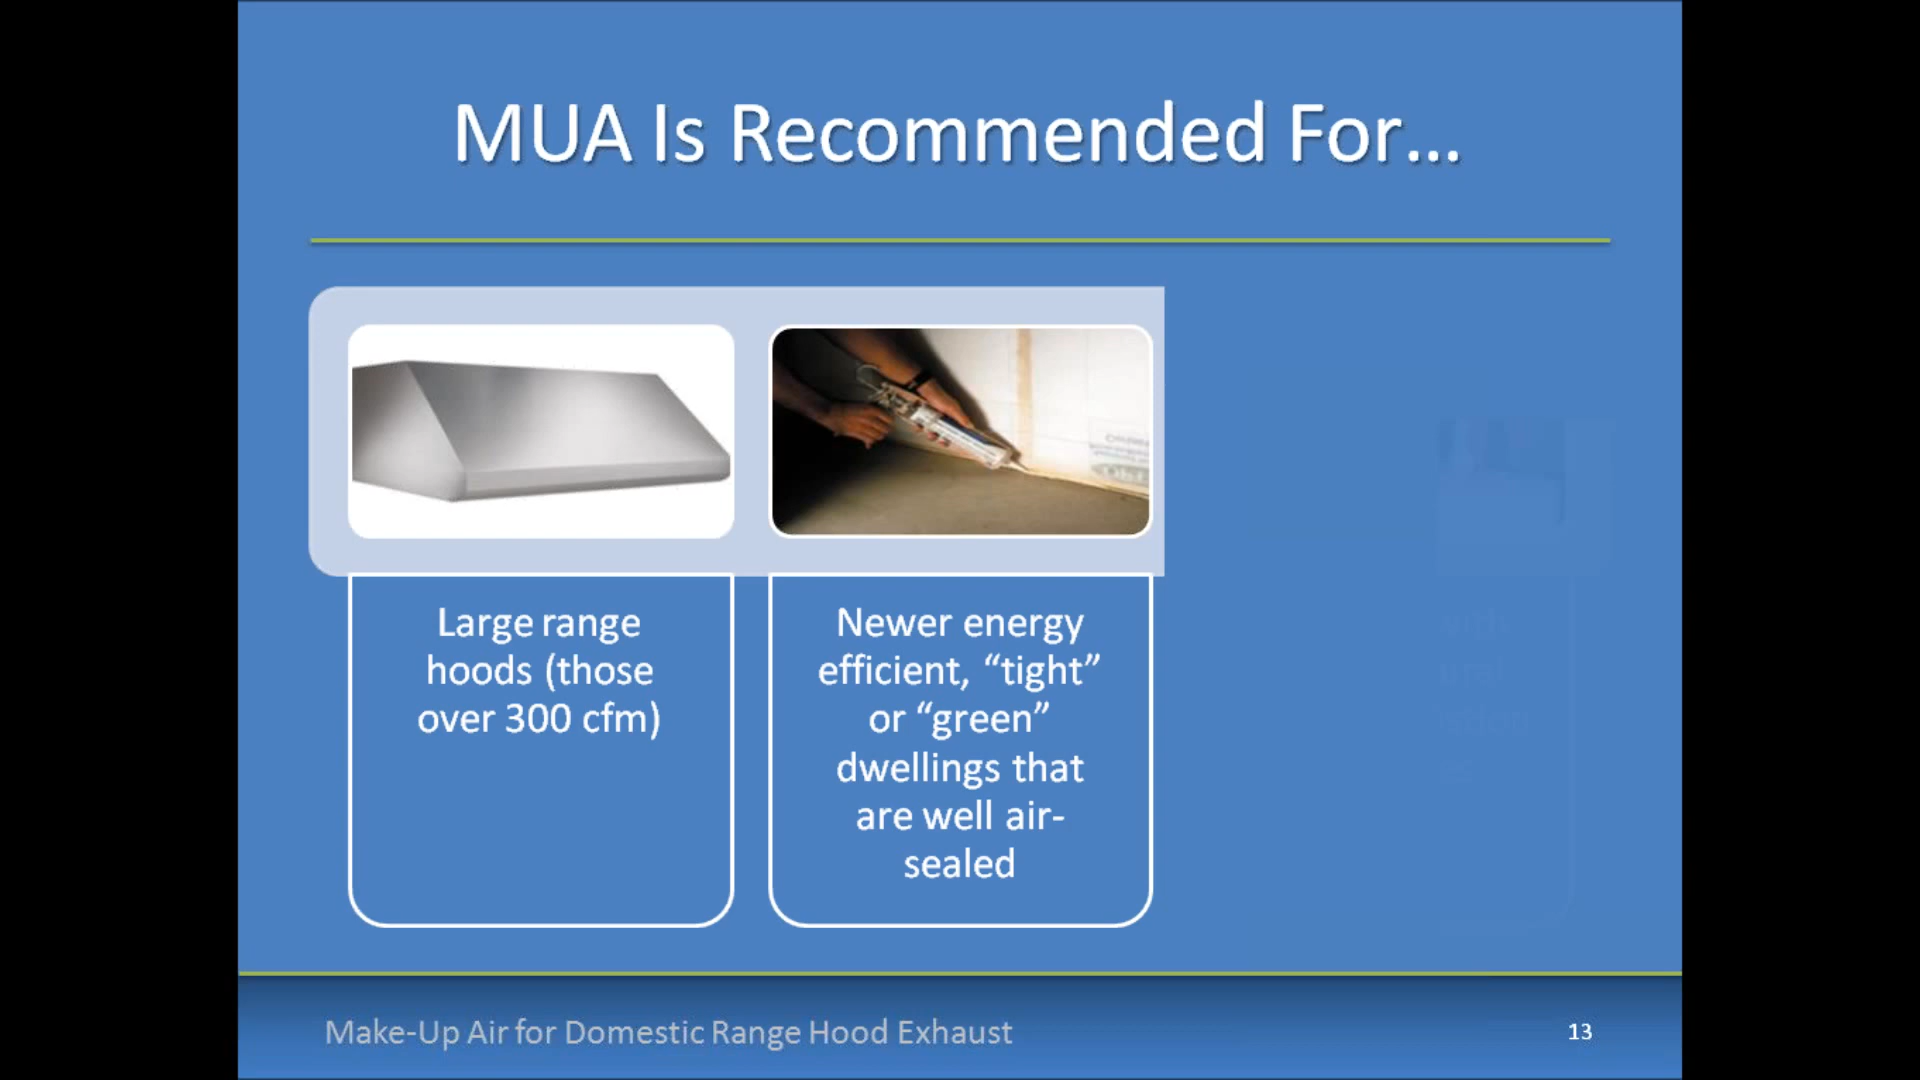 MUA Is Recommended For…
Large range
hoods (those
over 300 cfm)
Newer energy
efficient, “tight”
or “green”
dwellings that
are well air-
sealed
Make-Up Air for Domestic Range Hood Exhaust
13